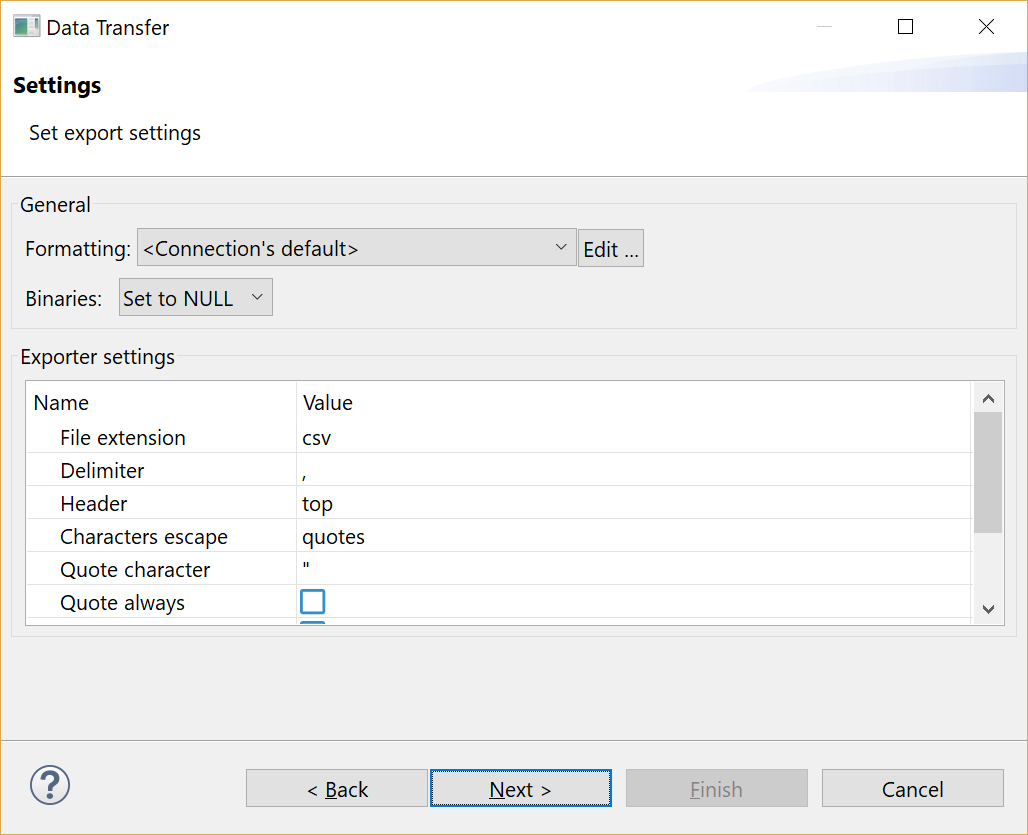 Data Transfer
Settings
Set export settings
General
Formatting: <Connection's default> Edit ...
Binaries: Set to NULL
Exporter settings
Name Value
File extension csv
Delimiter ,
Header top
Characters escape quotes
Quote character "
Quote always
? < Back Next > Finish Cancel